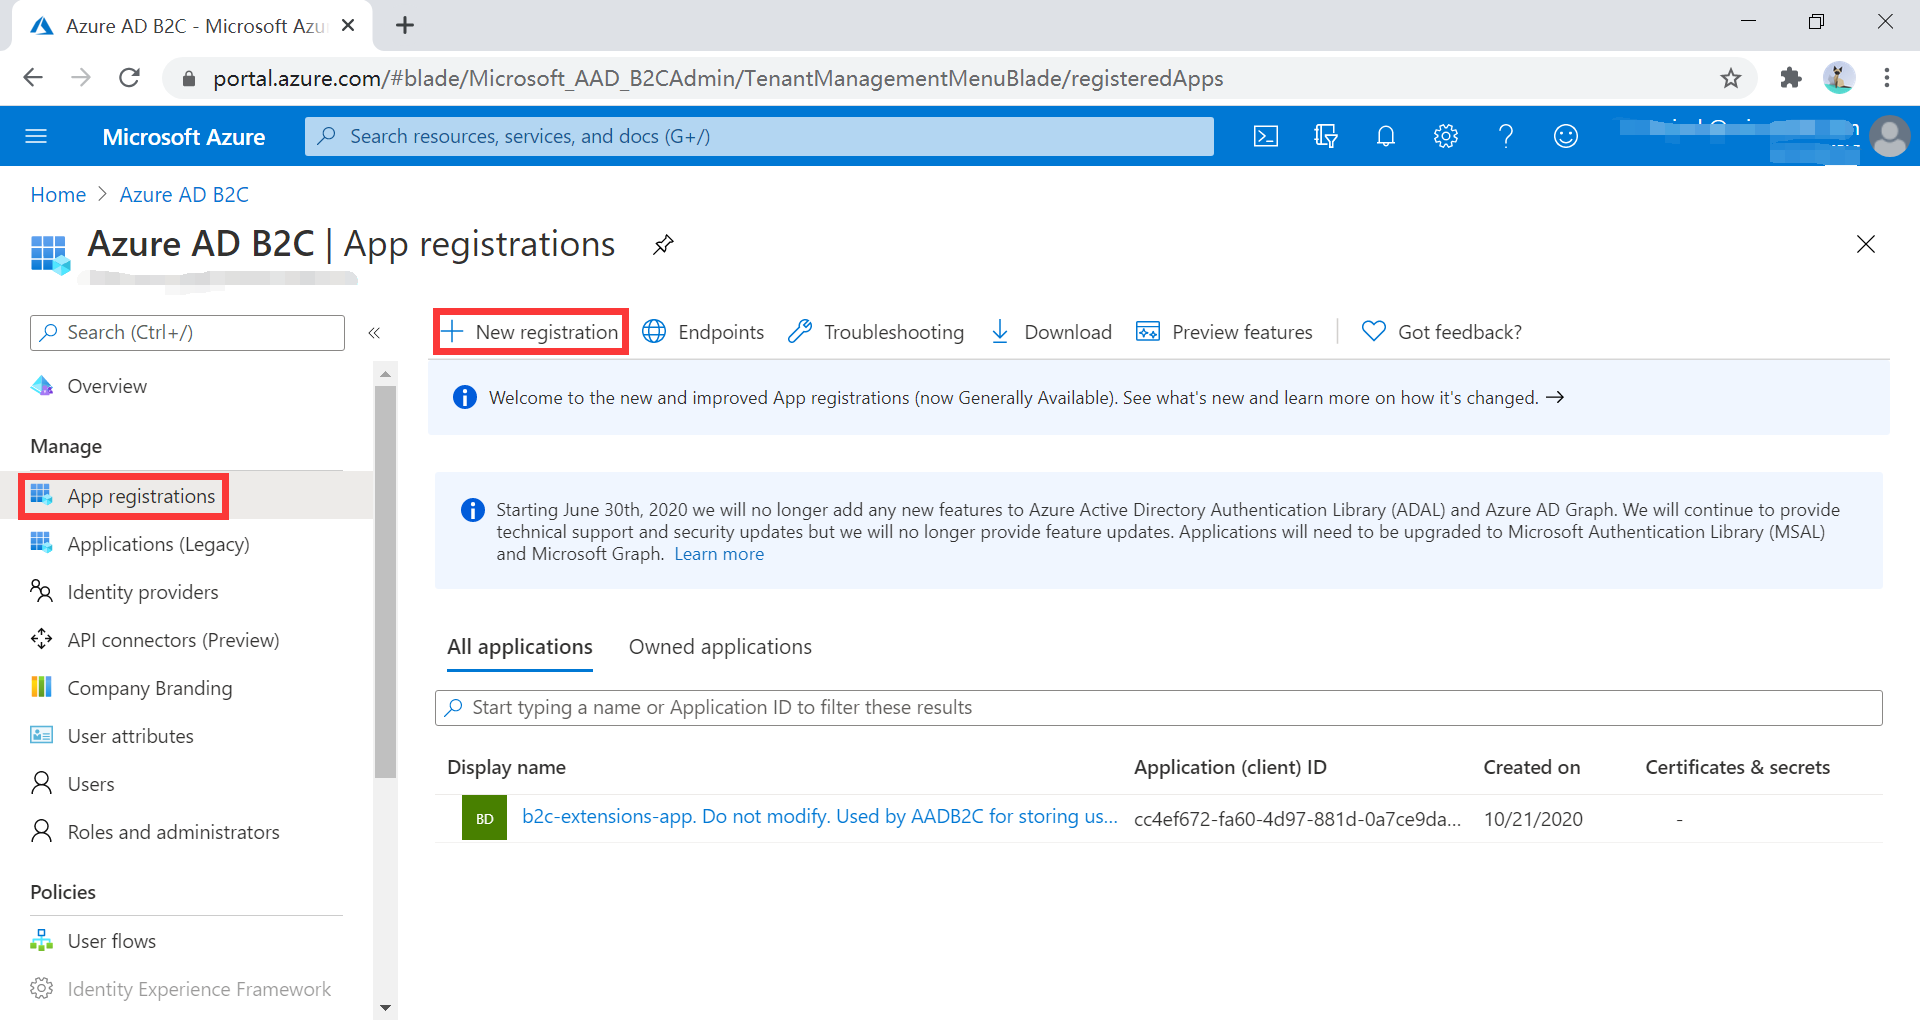 Azure AD B2C - Microsoft Azu
portal.azure.com/#blade/Microsoft_AAD_B2CAdmin/TenantManagementMenuBlade/registeredApps
Microsoft Azure
Search resources, services, and docs (G+/)
Home > Azure AD B2C
Azure AD B2C | App registrations
Search (Ctrl+/)
«
Overview
Manage
App registrations
Applications (Legacy)
Identity providers
API connectors (Preview)
Company Branding
User attributes
Users
Roles and administrators
Policies
User flows
Identity Experience Framework
New registration
Endpoints
Troubleshooting
Download
Preview features
Got feedback?
Welcome to the new and improved App registrations (now Generally Available). See what's new and learn more on how it's changed. →
Starting June 30th, 2020 we will no longer add any new features to Azure Active Directory Authentication Library (ADAL) and Azure AD Graph. We will continue to provide
technical support and security updates but we will no longer provide feature updates. Applications will need to be upgraded to Microsoft Authentication Library (MSAL)
and Microsoft Graph. Learn more
All applications
Owned applications
Start typing a name or Application ID to filter these results
Display name
Application (client) ID
Created on
Certificates & secrets
BD
b2c-extensions-app. Do not modify. Used by AADB2C for storing us...
cc4ef672-fa60-4d97-881d-0a7ce9da...
10/21/2020
-